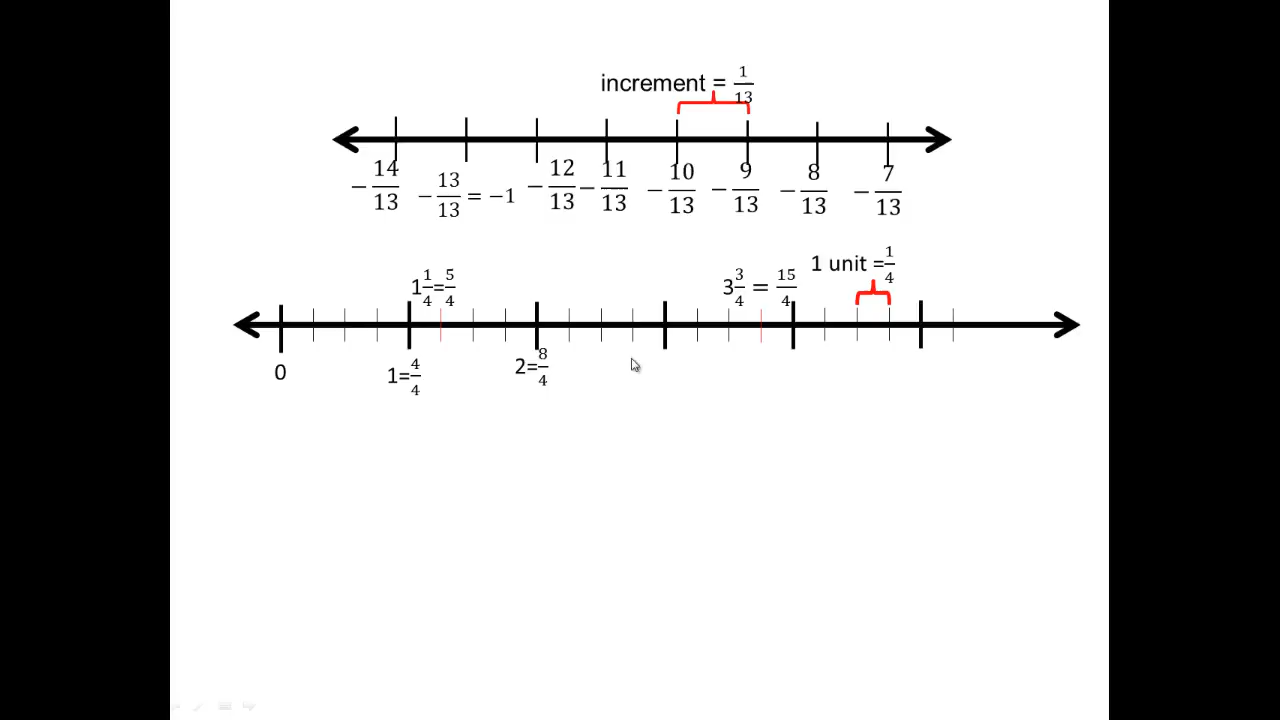 increment = 1/13
−14/13 −13/13 = −1 −12/13 −11/13 −10/13 −9/13 −8/13 −7/13
1 unit =1/4
1 1/4=5/4 3 3/4 = 15/4
0 1=4/4 2=8/4